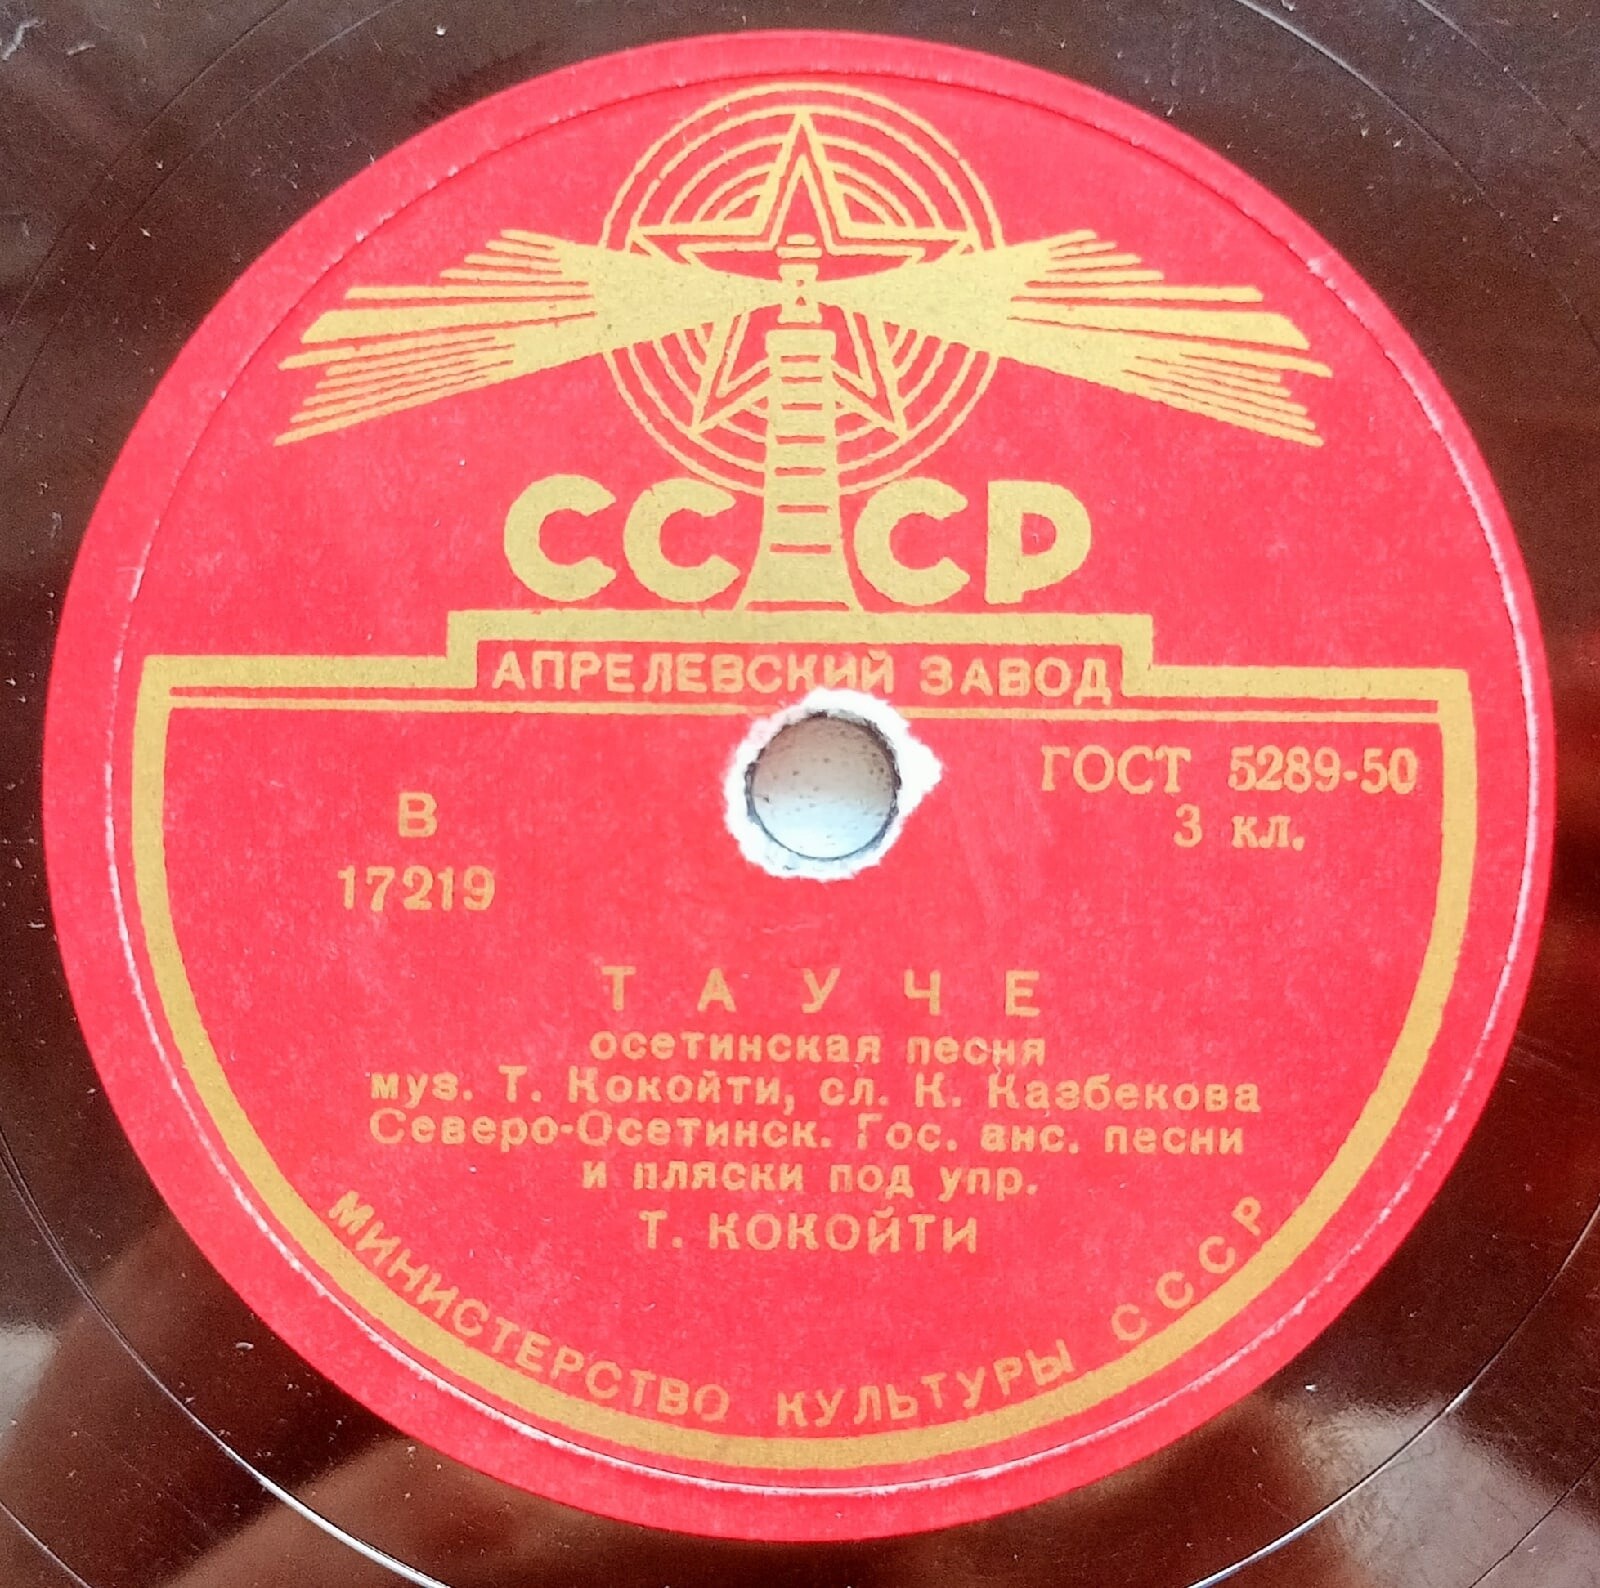 СССР
АПРЕЛЕВСКИЙ ЗАВОД
ГОСТ 5289-50
3 кл.
В
17219
ТАУЧЕ
осетинская песня
муз. Т. Кокойти, сл. К. Казбекова
Северо-Осетинск. Гос. анс. песни
и пляски под упр.
Т. КОКОЙТИ
МИНИСТЕРСТВО КУЛЬТУРЫ СССР